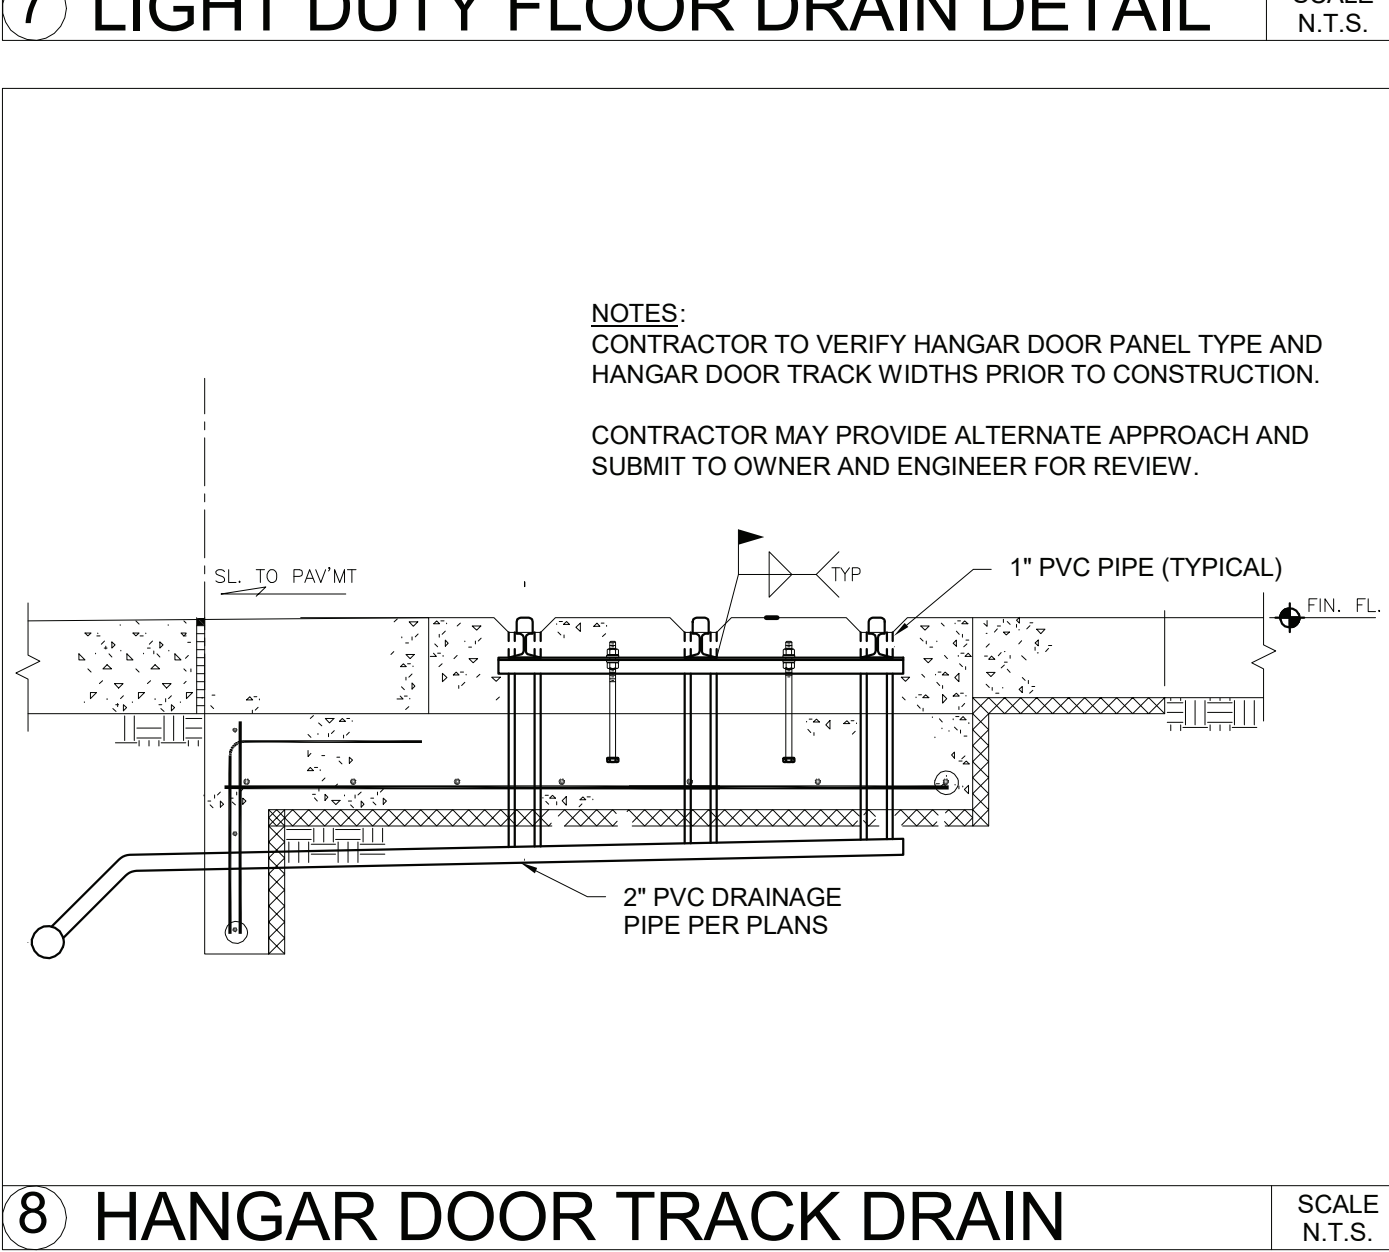 7 LIGHT DUTY FLOOR DRAIN DETAIL
SCALE
N.T.S.
NOTES:
CONTRACTOR TO VERIFY HANGAR DOOR PANEL TYPE AND
HANGAR DOOR TRACK WIDTHS PRIOR TO CONSTRUCTION.
CONTRACTOR MAY PROVIDE ALTERNATE APPROACH AND
SUBMIT TO OWNER AND ENGINEER FOR REVIEW.
SL. TO PAV'MT
TYP
1" PVC PIPE (TYPICAL)
FIN. FL.
2" PVC DRAINAGE
PIPE PER PLANS
8 HANGAR DOOR TRACK DRAIN
SCALE
N.T.S.